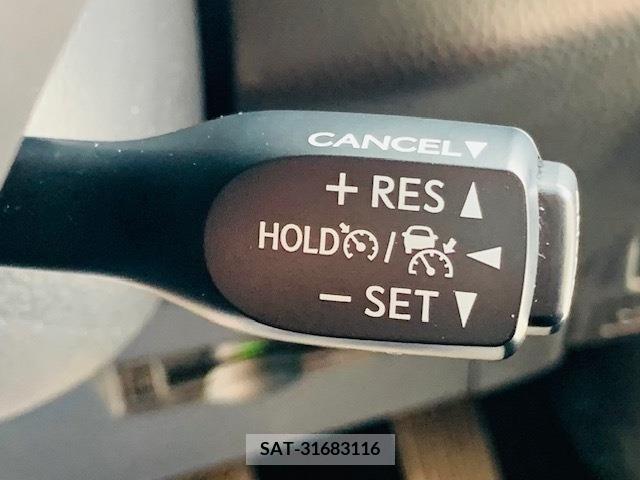 CANCEL▼
+ RES ▲
HOLD / ◀
− SET ▼
SAT-31683116